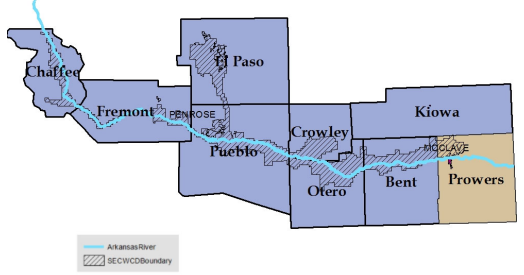 Chaffee
El Paso
Fremont
PENROSE
Kiowa
Crowley
Pueblo
MCCLAVE
Otero
Bent
Prowers
ArkansasRiver
SECWCDBoundary